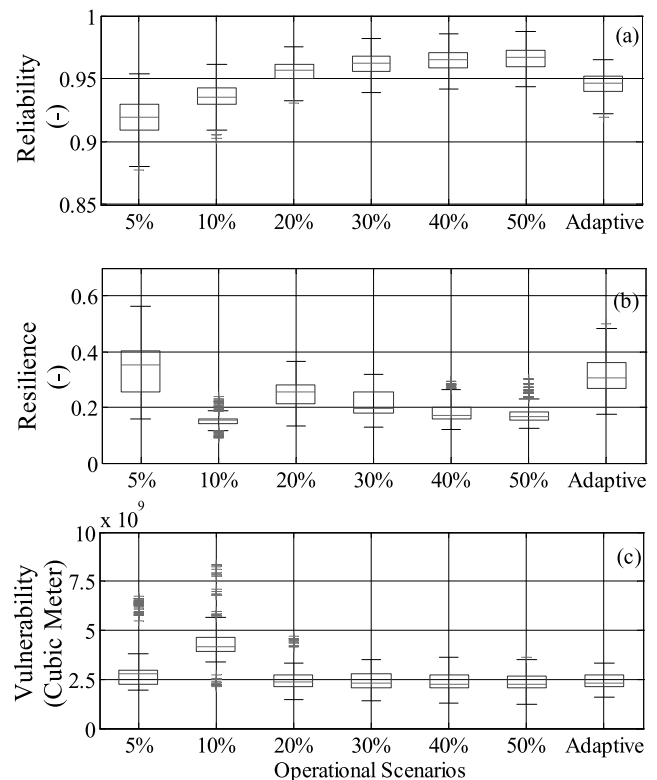 1
(a)
0.95
Reliability
(-)
0.9
0.85
5% 10% 20% 30% 40% 50% Adaptive
(b)
0.6
0.4
Resilience
(-)
0.2
0
5% 10% 20% 30% 40% 50% Adaptive
x 10^9
10
(c)
7.5
Vulnerability
(Cubic Meter)
5
2.5
0
5% 10% 20% 30% 40% 50% Adaptive
Operational Scenarios